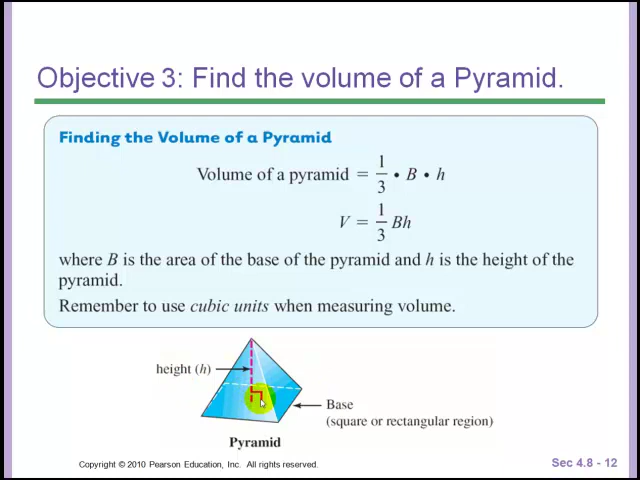 Objective 3: Find the volume of a Pyramid.
Finding the Volume of a Pyramid
Volume of a pyramid = 1/3 • B • h
V = 1/3 Bh
where B is the area of the base of the pyramid and h is the height of the
pyramid.
Remember to use cubic units when measuring volume.
height (h)
Base
(square or rectangular region)
Pyramid
Copyright © 2010 Pearson Education, Inc. All rights reserved.
Sec 4.8 - 12